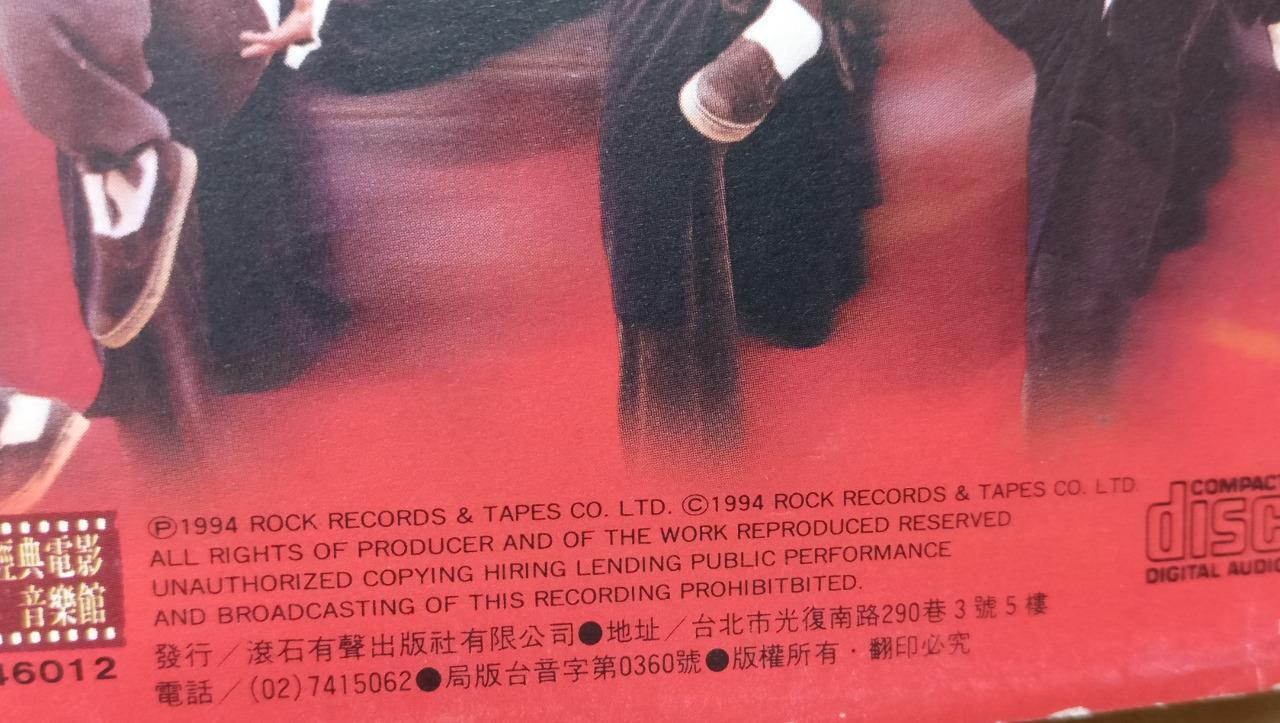 Ⓟ1994 ROCK RECORDS & TAPES CO. LTD. ©1994 ROCK RECORDS & TAPES CO. LTD
ALL RIGHTS OF PRODUCER AND OF THE WORK REPRODUCED RESERVED
UNAUTHORIZED COPYING HIRING LENDING PUBLIC PERFORMANCE
AND BROADCASTING OF THIS RECORDING PROHIBITBITED.
發行／滾石有聲出版社有限公司●地址／台北市光復南路290巷3號5樓
電話／(02)7415062●局版台音字第0360號●版權所有・翻印必究
經典電影
音樂館
46012
COMPACT
disc
DIGITAL AUDIO